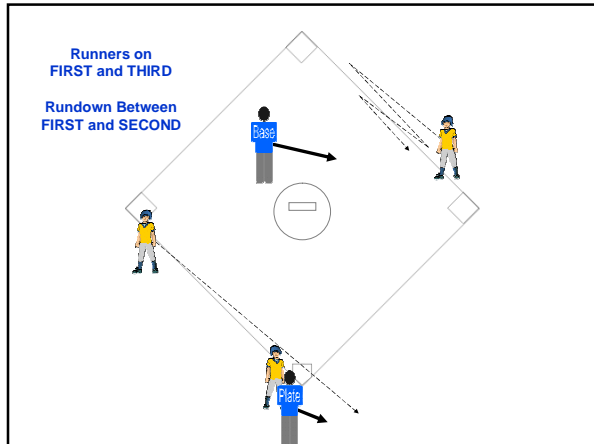 Runners on
FIRST and THIRD
Rundown Between
FIRST and SECOND
Base
Plate